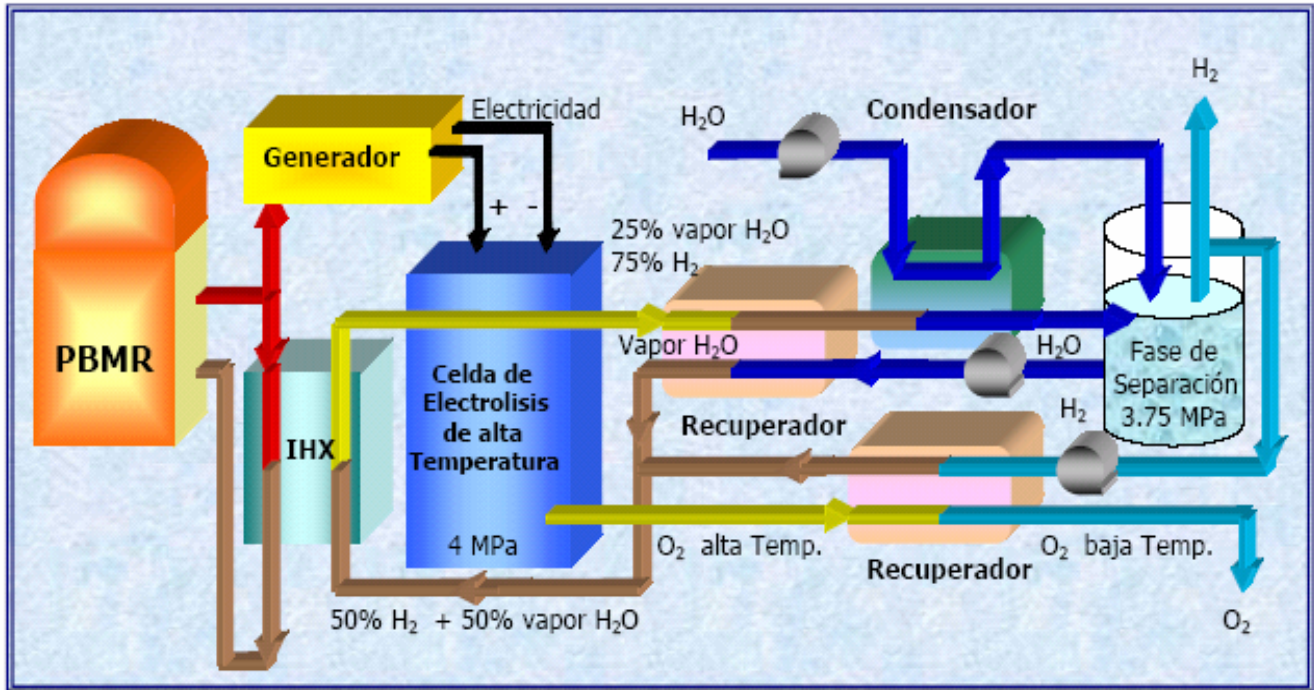 Electricidad
Generador
+ -
PBMR
IHX
Celda de
Electrolisis
de alta
Temperatura
4 MPa
25% vapor H₂O
75% H₂
Vapor H₂O
H₂O
Condensador
H₂
H₂O
Fase de
Separación
3.75 MPa
Recuperador
H₂
O₂ alta Temp.
O₂ baja Temp.
Recuperador
50% H₂ + 50% vapor H₂O
O₂